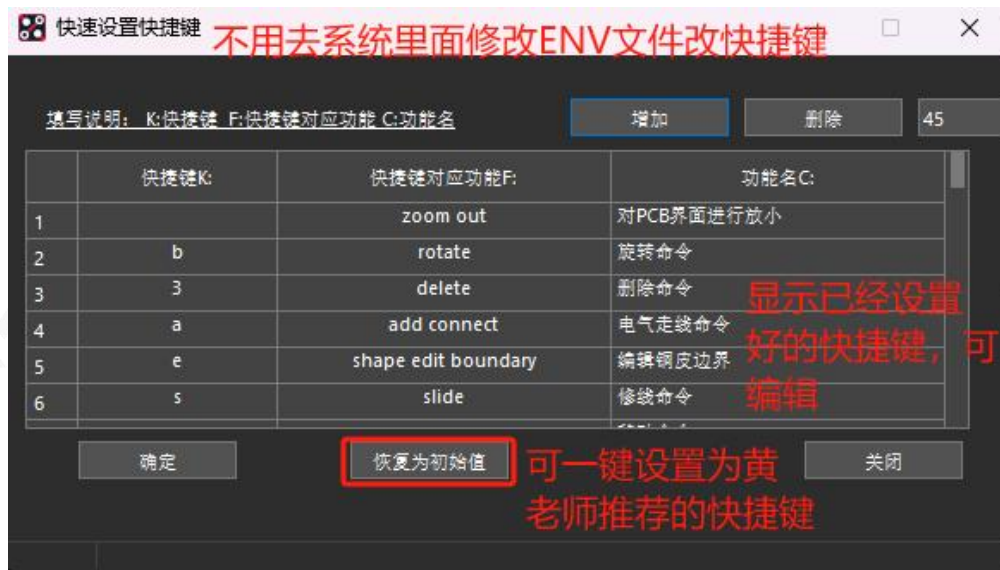 快速设置快捷键
不用去系统里面修改ENV文件改快捷键
填写说明: K:快捷键 F:快捷键对应功能 C:功能名
增加
删除
45
快捷键K: 快捷键对应功能F: 功能名C:
1 zoom out 对PCB界面进行放小
2 b rotate 旋转命令
3 3 delete 删除命令
4 a add connect 电气走线命令
5 e shape edit boundary 编辑铜皮边界
6 s slide 修线命令
显示已经设置
好的快捷键，可
编辑
确定
恢复为初始值
关闭
可一键设置为黄
老师推荐的快捷键